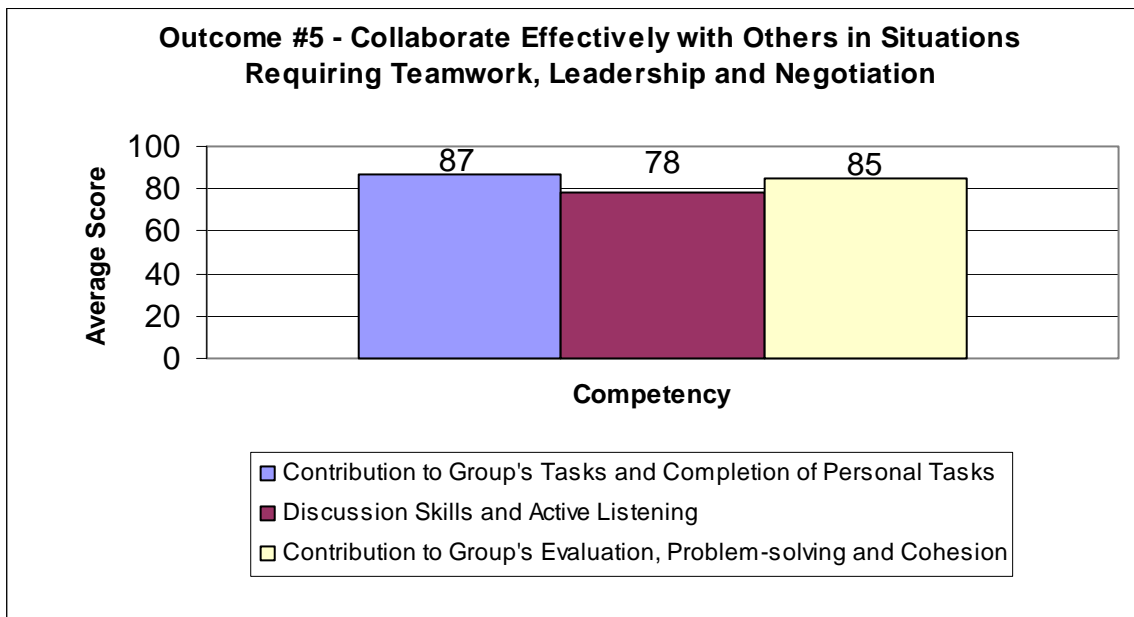 Outcome #5 - Collaborate Effectively with Others in Situations
Requiring Teamwork, Leadership and Negotiation
87
78
85
100
80
60
40
20
0
Average Score
Competency
Contribution to Group's Tasks and Completion of Personal Tasks
Discussion Skills and Active Listening
Contribution to Group's Evaluation, Problem-solving and Cohesion